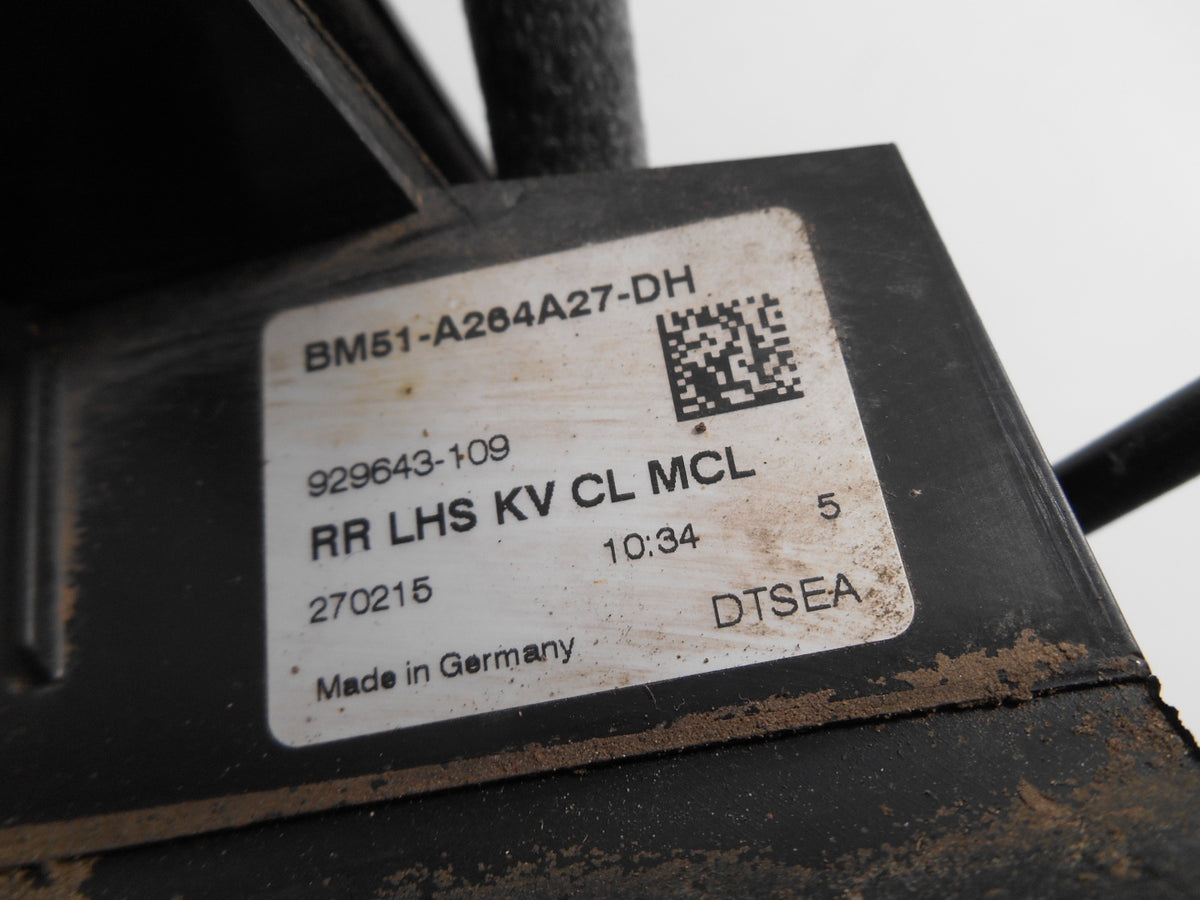 BM51-A264A27-DH
929643-109
RR LHS KV CL MCL
10:34 5
270215
DTSEA
Made in Germany